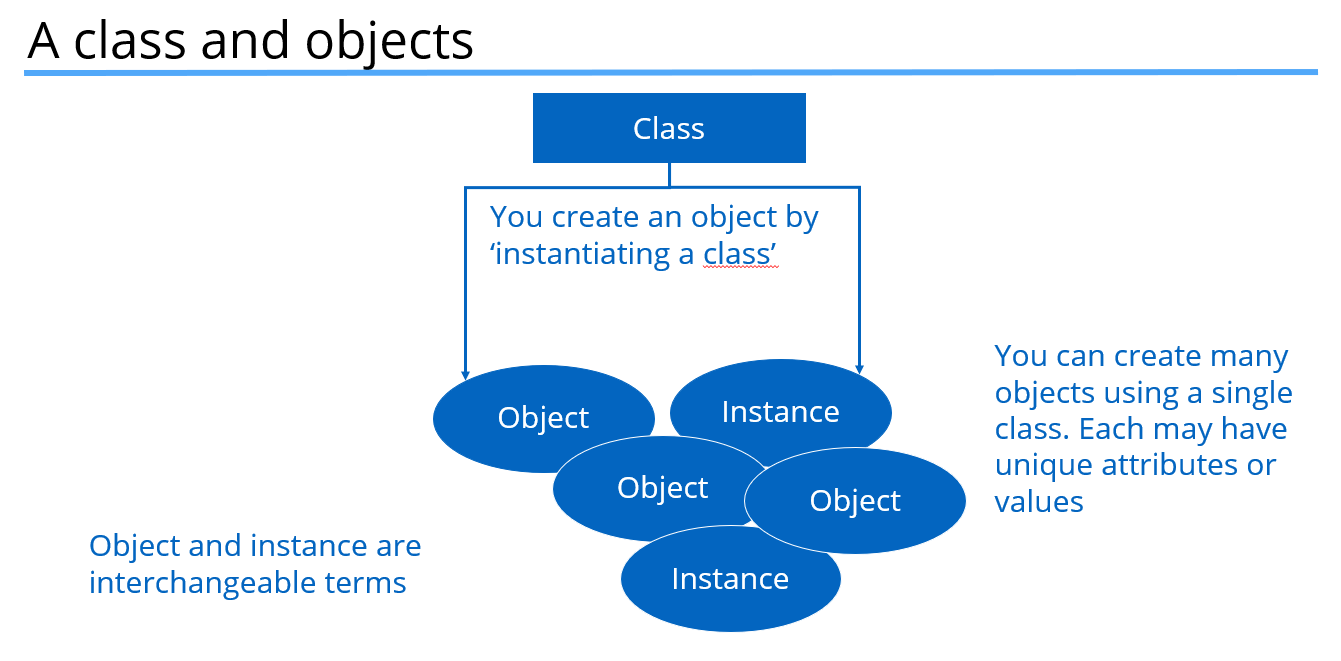 A class and objects
Class
You create an object by
‘instantiating a class’
Object
Instance
Object
Object
Instance
You can create many
objects using a single
class. Each may have
unique attributes or
values
Object and instance are
interchangeable terms